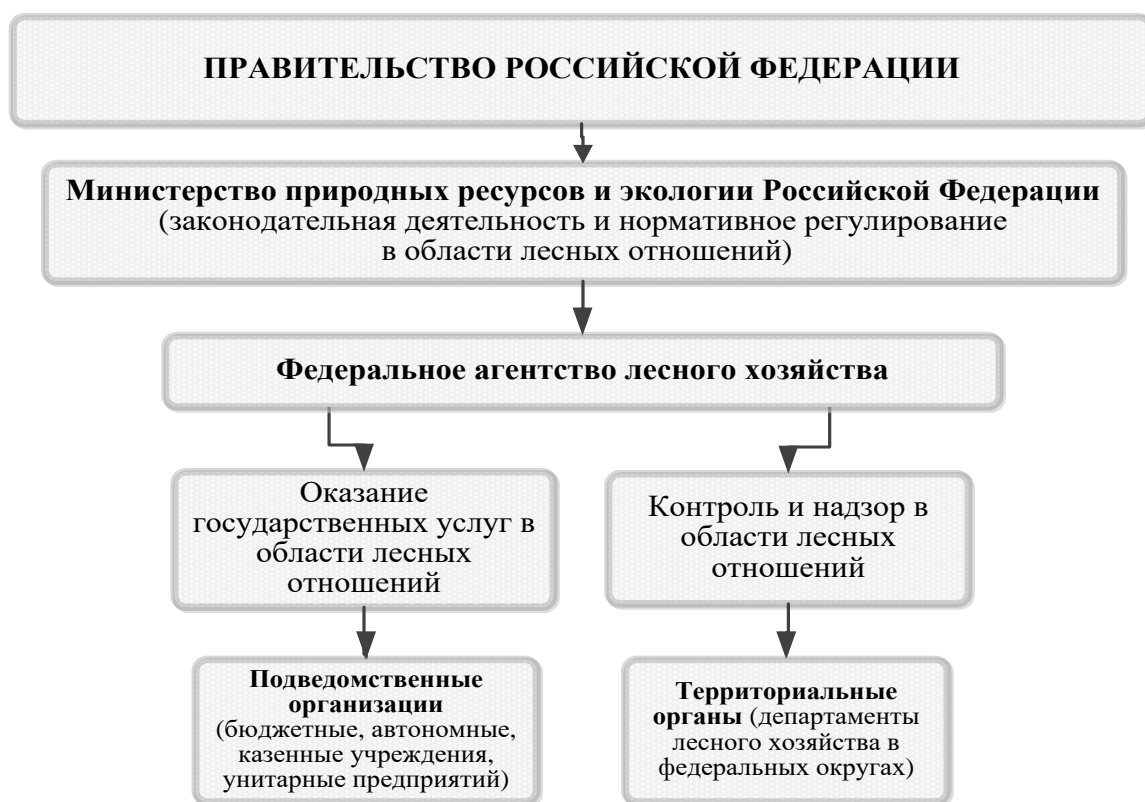 ПРАВИТЕЛЬСТВО РОССИЙСКОЙ ФЕДЕРАЦИИ
Министерство природных ресурсов и экологии Российской Федерации
(законодательная деятельность и нормативное регулирование
в области лесных отношений)
Федеральное агентство лесного хозяйства
Оказание
государственных услуг в
области лесных
отношений
Контроль и надзор в
области лесных
отношений
Подведомственные
организации
(бюджетные, автономные,
казенные учреждения,
унитарные предприятий)
Территориальные
органы (департаменты
лесного хозяйства в
федеральных округах)